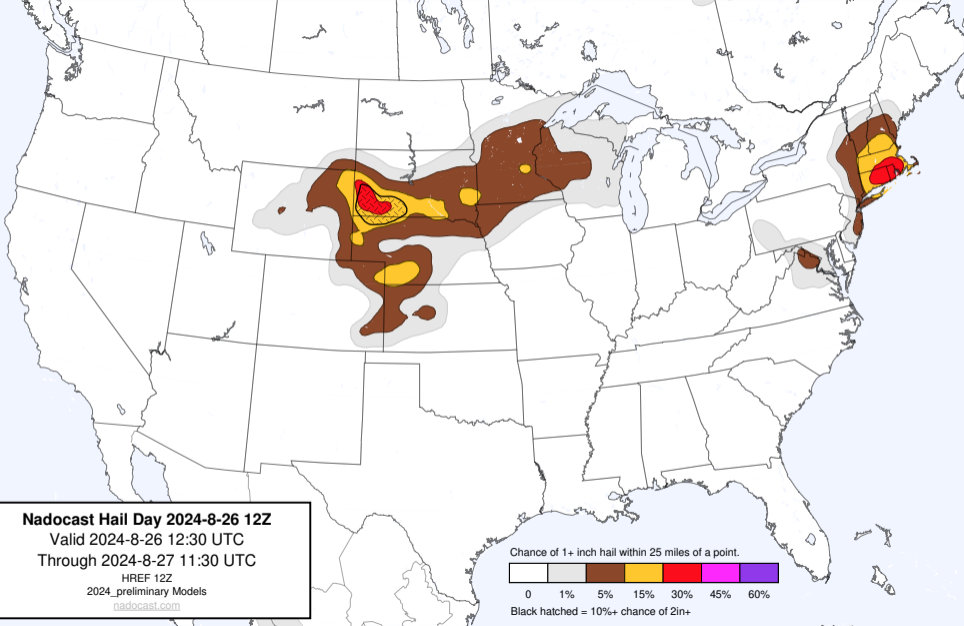 Nadocast Hail Day 2024-8-26 12Z
Valid 2024-8-26 12:30 UTC
Through 2024-8-27 11:30 UTC
HREF 12Z
2024_preliminary Models
nadocast.com
Chance of 1+ inch hail within 25 miles of a point.
0 1% 5% 15% 30% 45% 60%
Black hatched = 10%+ chance of 2in+